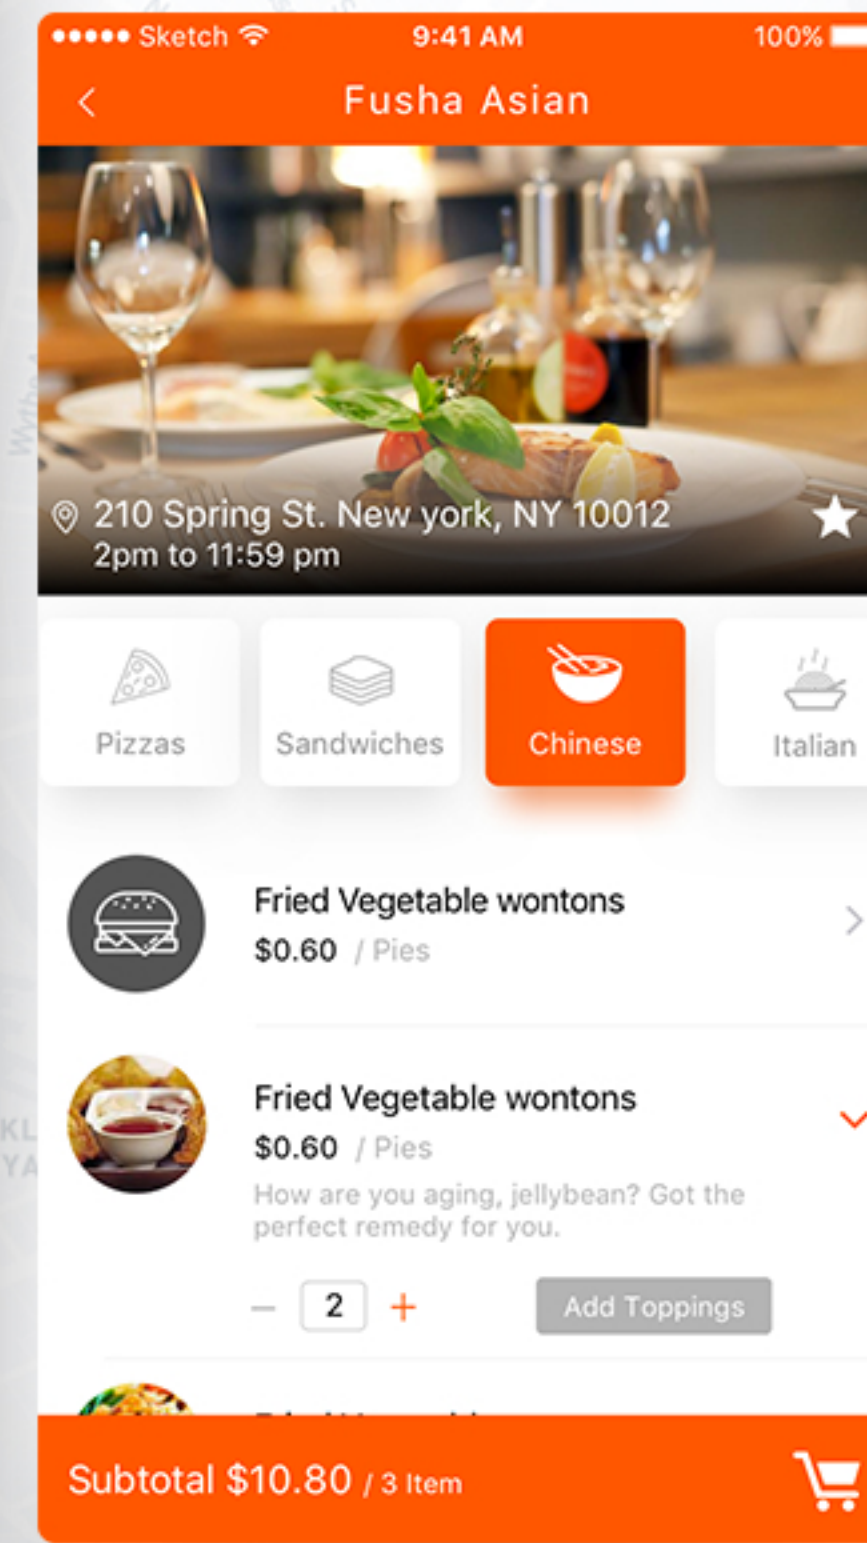 Sketch 9:41 AM 100%
Fusha Asian
210 Spring St. New york, NY 10012
2pm to 11:59 pm
Pizzas Sandwiches Chinese Italian
Fried Vegetable wontons
$0.60 / Pies
Fried Vegetable wontons
$0.60 / Pies
How are you aging, jellybean? Got the
perfect remedy for you.
2 Add Toppings
Subtotal $10.80 / 3 Item